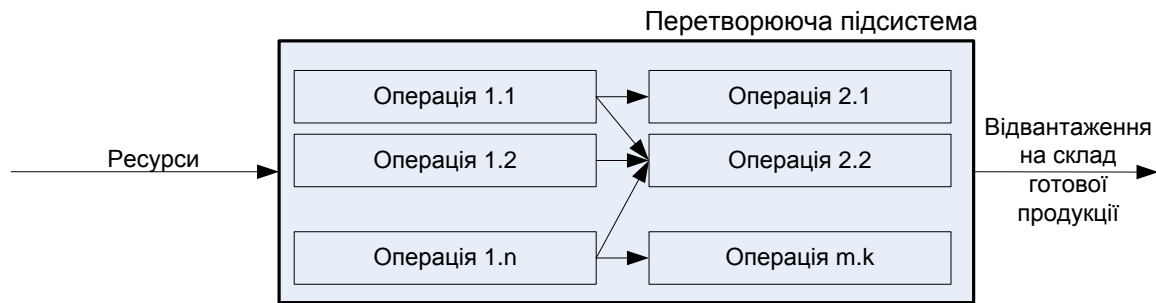 Перетворююча підсистема
Операція 1.1
Операція 2.1
Операція 1.2
Операція 2.2
Операція 1.n
Операція m.k
Ресурси
Відвантаження
на склад
готової
продукції